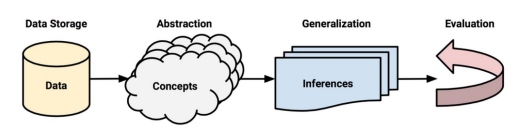 Data Storage
Abstraction
Generalization
Evaluation
Data
Concepts
Inferences